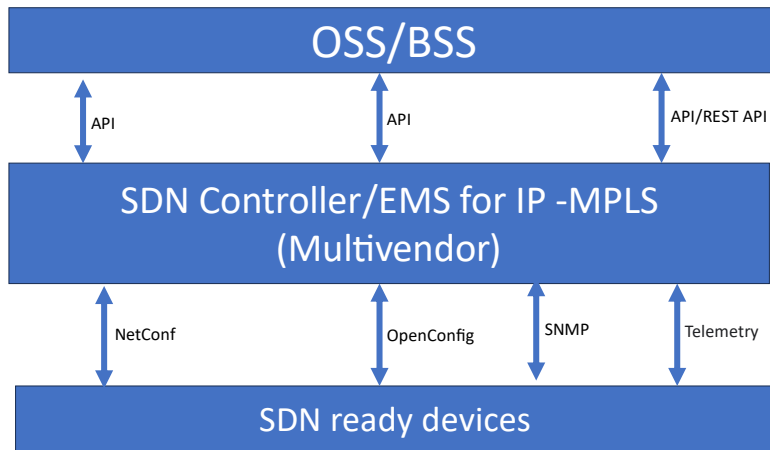 OSS/BSS
API
API
API/REST API
SDN Controller/EMS for IP -MPLS
(Multivendor)
NetConf
OpenConfig
SNMP
Telemetry
SDN ready devices